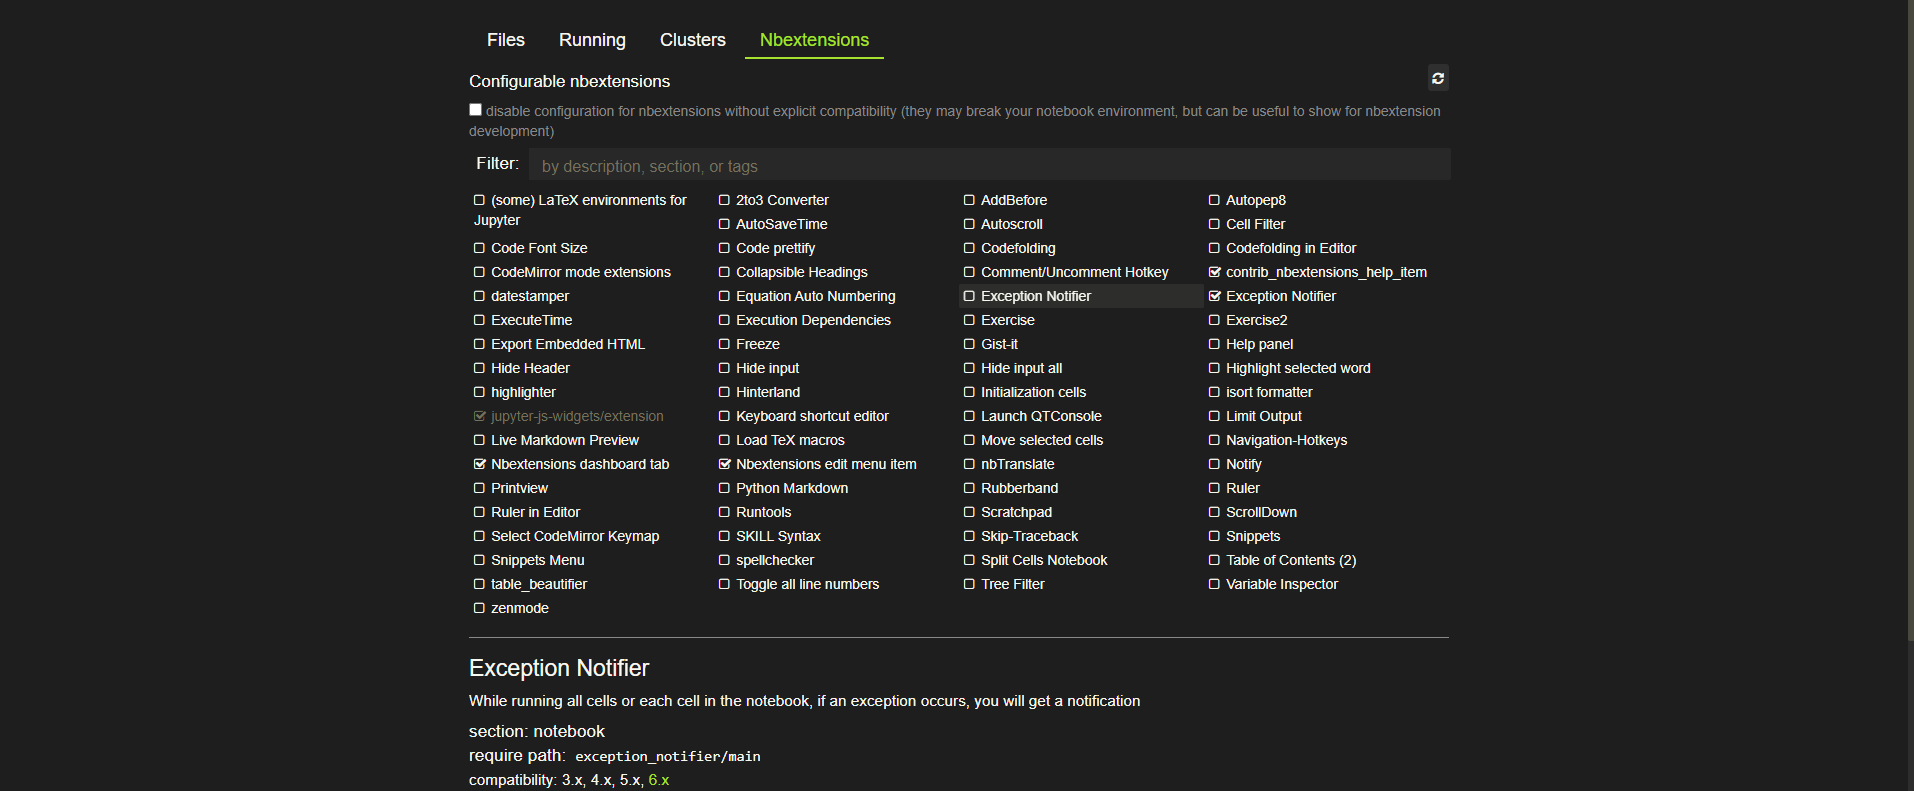 Files Running Clusters Nbextensions
Configurable nbextensions
disable configuration for nbextensions without explicit compatibility (they may break your notebook environment, but can be useful to show for nbextension
development)
Filter: by description, section, or tags
(some) LaTeX environments for
Jupyter
2to3 Converter
AddBefore
Autopep8
AutoSaveTime
Autoscroll
Cell Filter
Code Font Size
Code prettify
Codefolding
Codefolding in Editor
CodeMirror mode extensions
Collapsible Headings
Comment/Uncomment Hotkey
contrib_nbextensions_help_item
datestamper
Equation Auto Numbering
Exception Notifier
Exception Notifier
ExecuteTime
Execution Dependencies
Exercise
Exercise2
Export Embedded HTML
Freeze
Gist-it
Help panel
Hide Header
Hide input
Hide input all
Highlight selected word
highlighter
Hinterland
Initialization cells
isort formatter
jupyter-js-widgets/extension
Keyboard shortcut editor
Launch QTConsole
Limit Output
Live Markdown Preview
Load TeX macros
Move selected cells
Navigation-Hotkeys
Nbextensions dashboard tab
Nbextensions edit menu item
nbTranslate
Notify
Printview
Python Markdown
Rubberband
Ruler
Ruler in Editor
Runtools
Scratchpad
ScrollDown
Select CodeMirror Keymap
SKILL Syntax
Skip-Traceback
Snippets
Snippets Menu
spellchecker
Split Cells Notebook
Table of Contents (2)
table_beautifier
Toggle all line numbers
Tree Filter
Variable Inspector
zenmode
Exception Notifier
While running all cells or each cell in the notebook, if an exception occurs, you will get a notification
section: notebook
require path: exception_notifier/main
compatibility: 3.x, 4.x, 5.x, 6.x